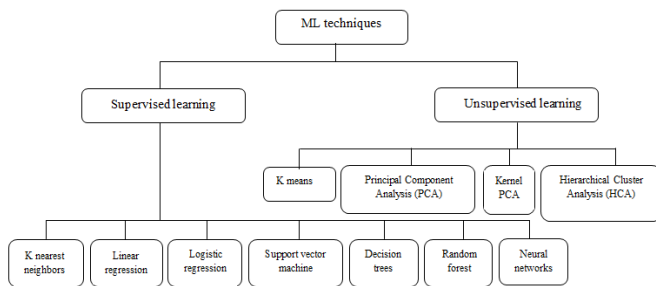 ML techniques
Supervised learning
Unsupervised learning
K means
Principal Component
Analysis (PCA)
Kernel
PCA
Hierarchical Cluster
Analysis (HCA)
K nearest
neighbors
Linear
regression
Logistic
regression
Support vector
machine
Decision
trees
Random
forest
Neural
networks